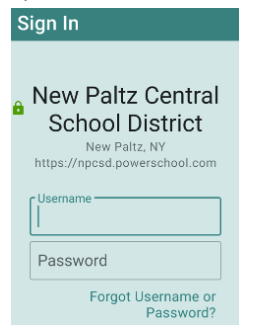 Sign In
New Paltz Central
School District
New Paltz, NY
https://npcsd.powerschool.com
Username
Password
Forgot Username or
Password?